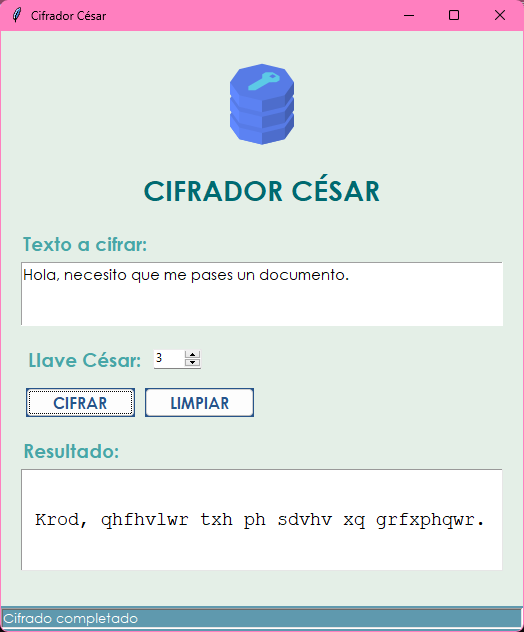 Cifrador César
CIFRADOR CÉSAR
Texto a cifrar:
Hola, necesito que me pases un documento.
Llave César: 3
CIFRAR LIMPIAR
Resultado:
Krod, qhfhvlwr txh ph sdvhv xq grfxphqwr.
Cifrado completado